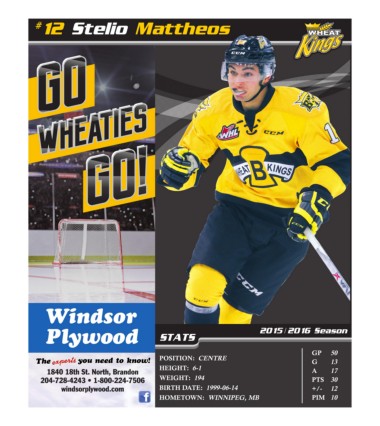 #12 Stelio Mattheos
WHEAT
Kings
GO
WHEATIES
GO!
WHL
CCM
1
B
EAT KINGS
CCM
CCM
Windsor
Plywood
The experts you need to know!
1840 18th St. North, Brandon
204-728-4243 • 1-800-224-7506
windsorplywood.com
f
STATS
2015/2016 Season
POSITION: CENTRE
HEIGHT: 6-1
WEIGHT: 194
BIRTH DATE: 1999-06-14
HOMETOWN: WINNIPEG, MB
GP 50
G 13
A 17
PTS 30
+/- 12
PIM 10